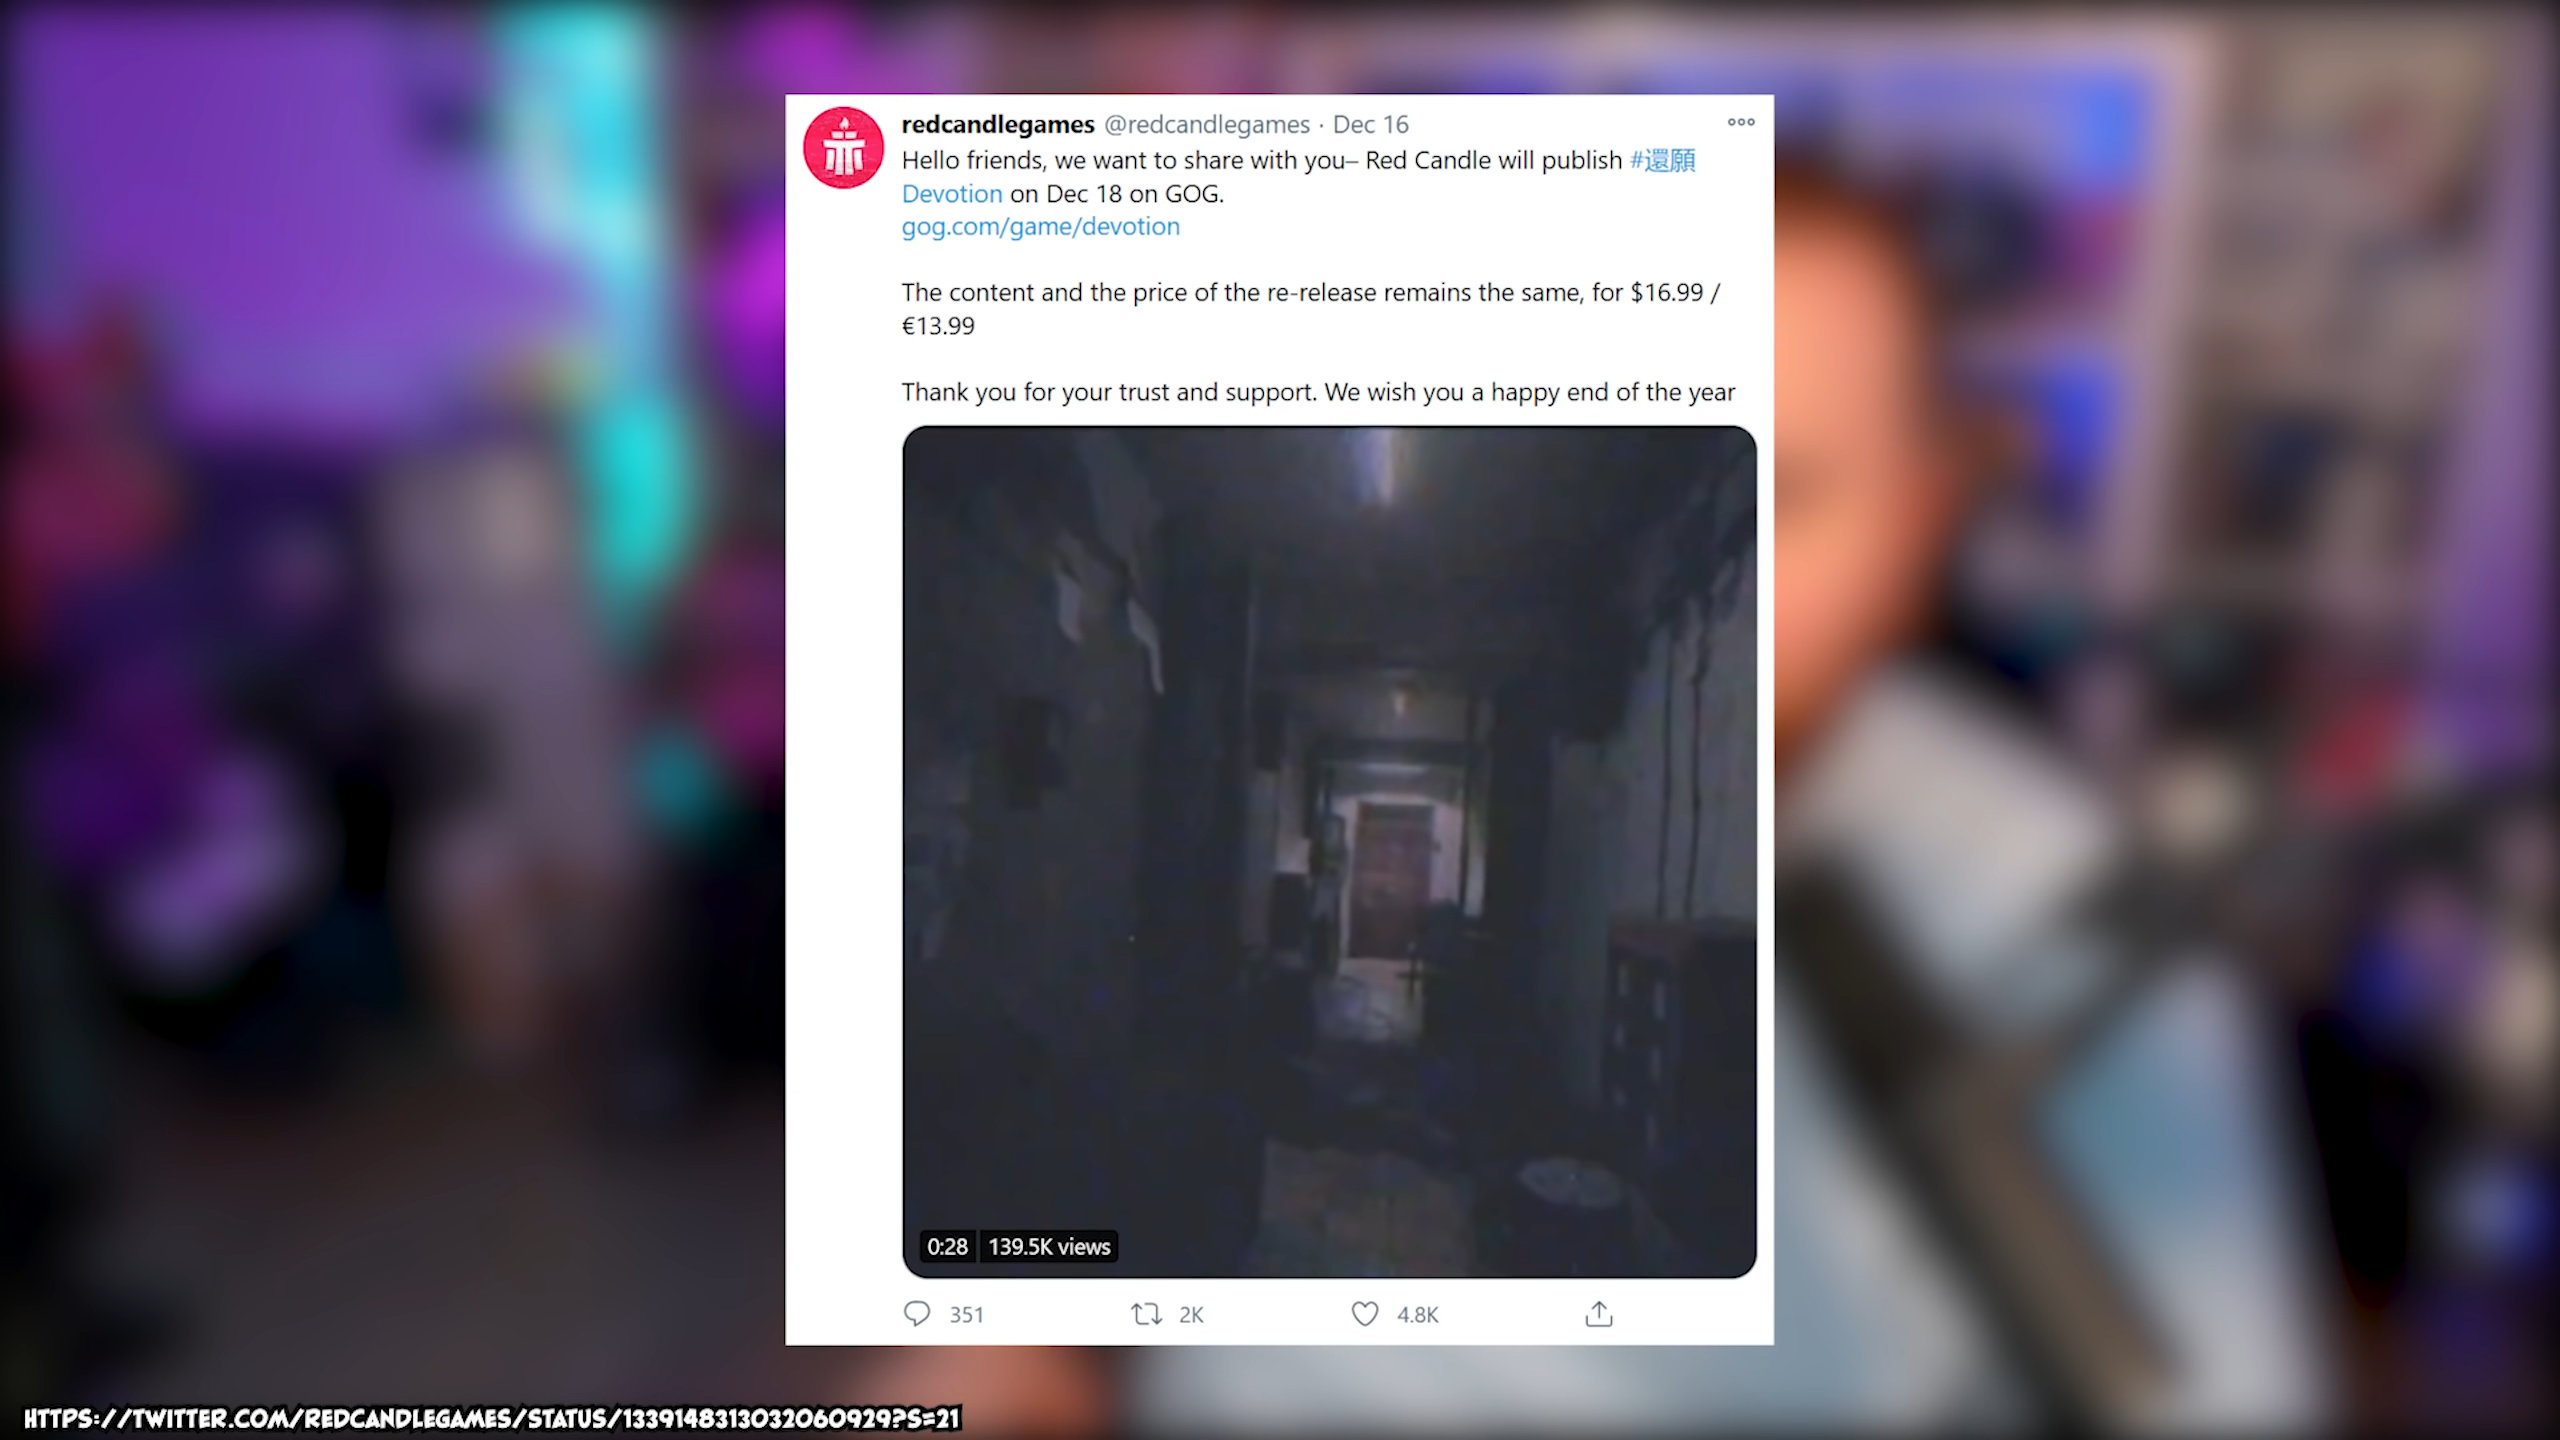 redcandlegames @redcandlegames · Dec 16
Hello friends, we want to share with you– Red Candle will publish #還願
Devotion on Dec 18 on GOG.
gog.com/game/devotion
The content and the price of the re-release remains the same, for $16.99 /
€13.99
Thank you for your trust and support. We wish you a happy end of the year
0:28 139.5K views
351 2K 4.8K
HTTPS://TWITTER.COM/REDCANDLEGAMES/STATUS/1339148313032060929?S=21